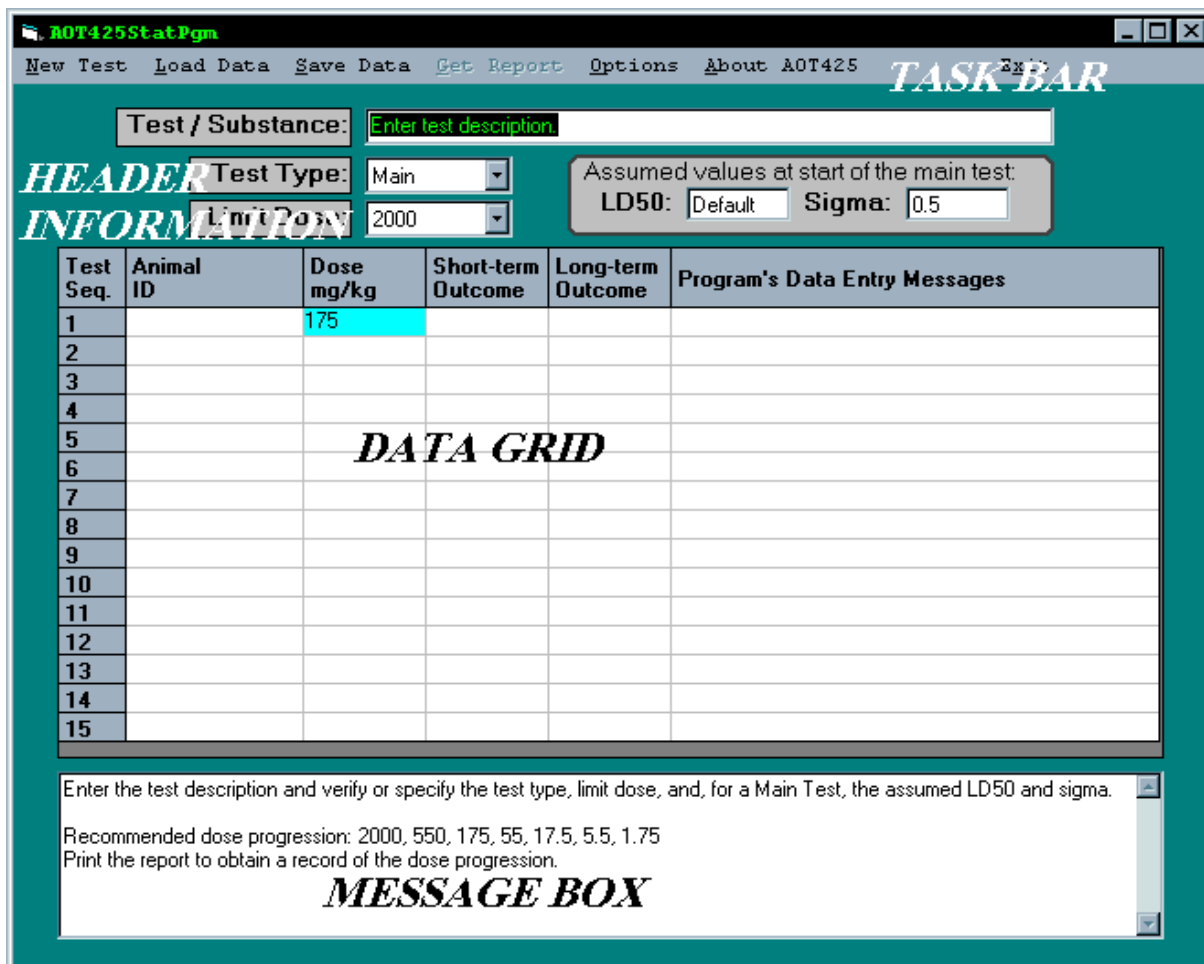 AOT425StatPgm
New Test Load Data Save Data Get Report Options About AOT425 Exit
TASK BAR
Test / Substance: Enter test description.
HEADER
INFORMATION
Test Type: Main
Limit Dose: 2000
Assumed values at start of the main test:
LD50: Default Sigma: 0.5
Test Seq. Animal ID Dose mg/kg Short-term Outcome Long-term Outcome Program's Data Entry Messages
1 175
2
3
4
5
DATA GRID
6
7
8
9
10
11
12
13
14
15
Enter the test description and verify or specify the test type, limit dose, and, for a Main Test, the assumed LD50 and sigma.
Recommended dose progression: 2000, 550, 175, 55, 17.5, 5.5, 1.75
Print the report to obtain a record of the dose progression.
MESSAGE BOX